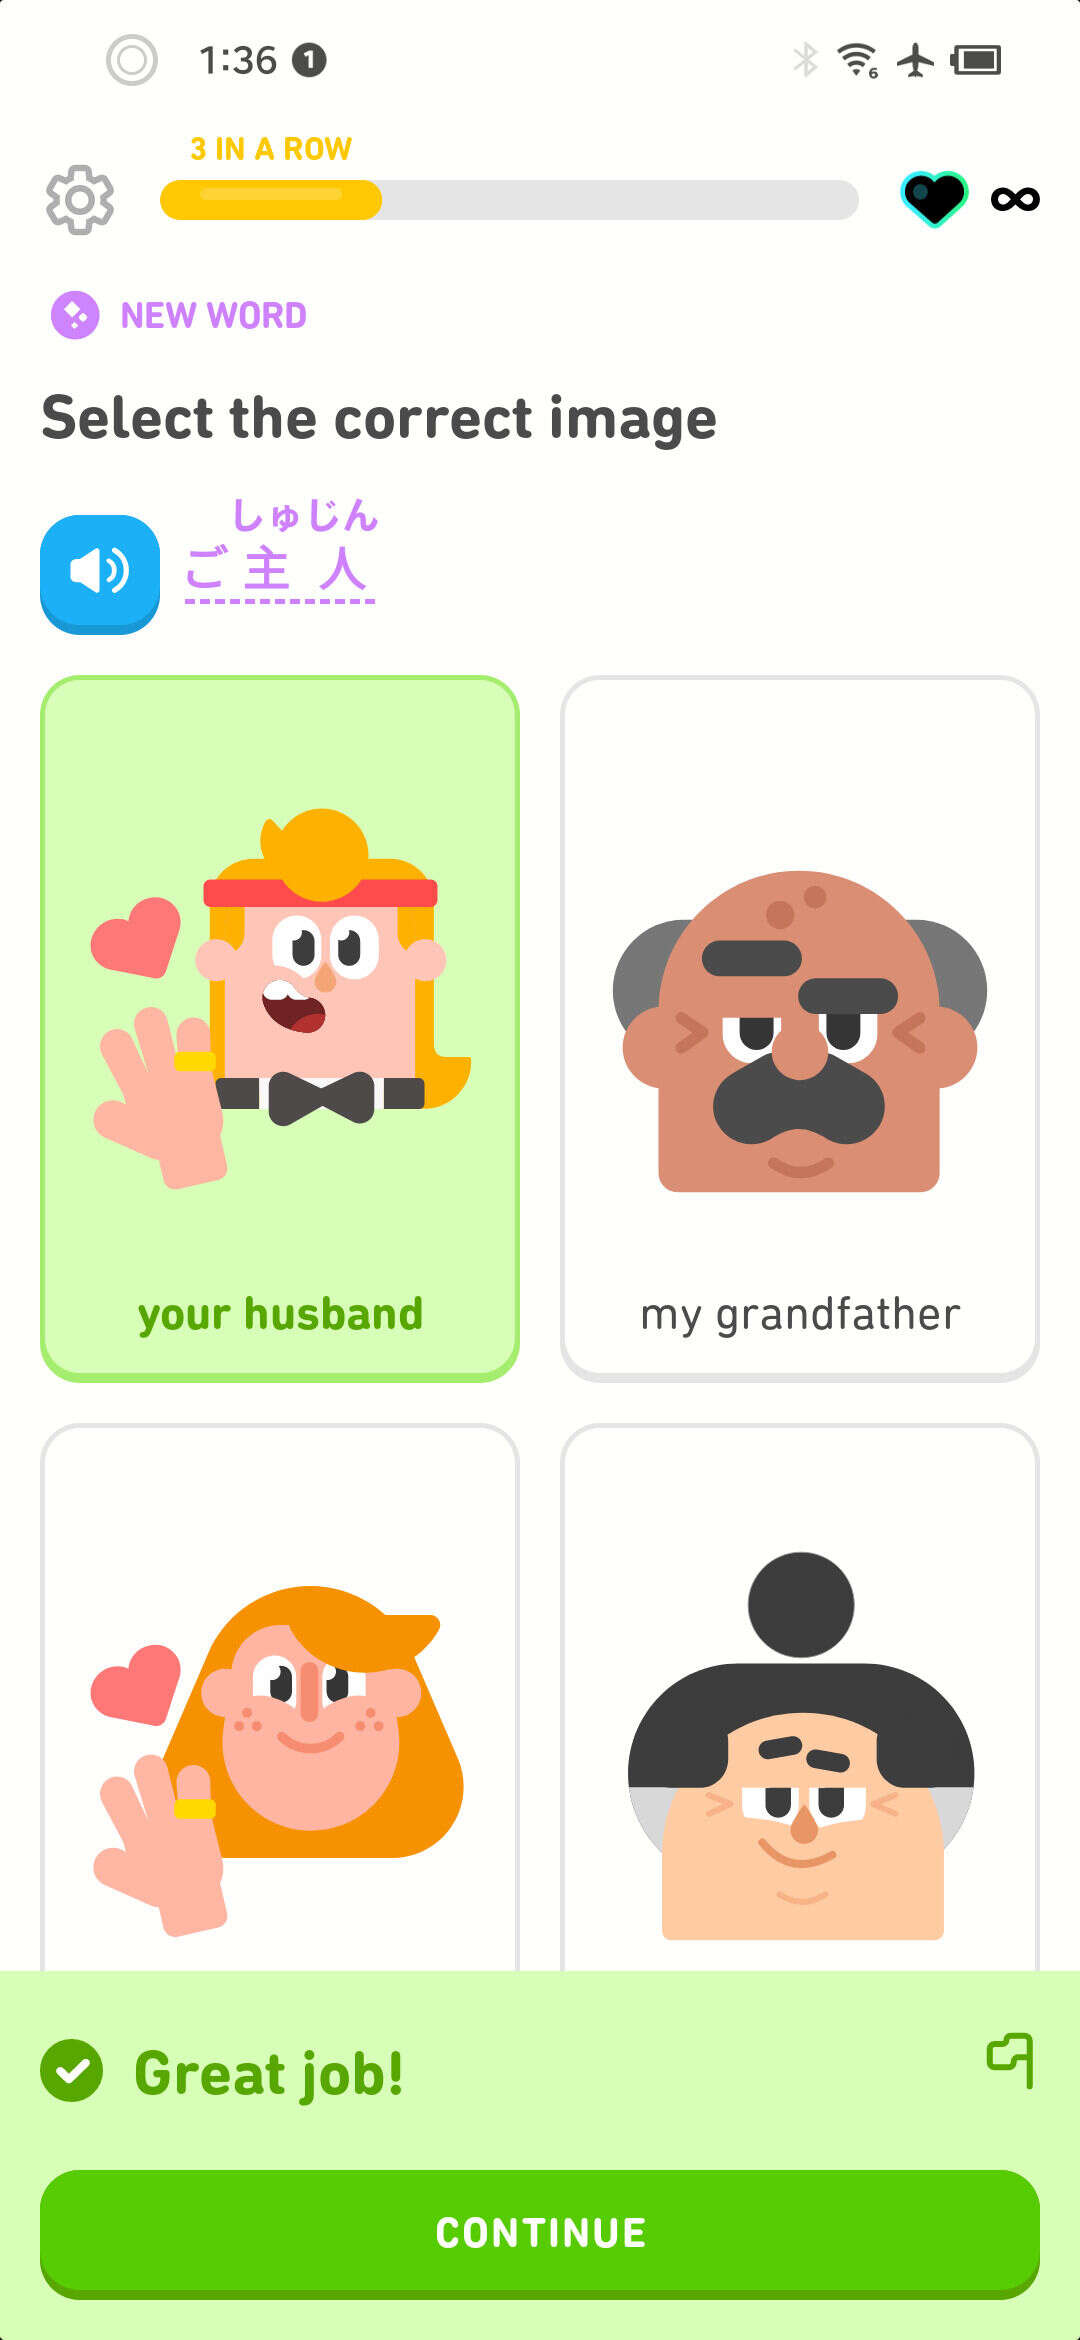 1:36 1
6
3 IN A ROW
NEW WORD
Select the correct image
しゅじん
ご主人
your husband
my grandfather
Great job!
CONTINUE